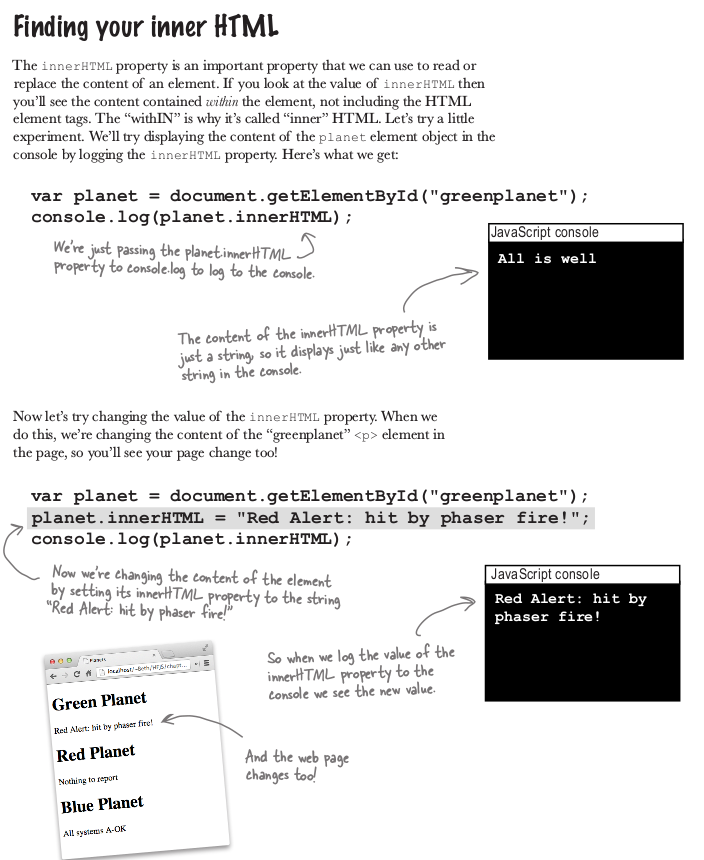 Finding your inner HTML
The innerHTML property is an important property that we can use to read or
replace the content of an element. If you look at the value of innerHTML then
you'll see the content contained within the element, not including the HTML
element tags. The “withIN” is why it's called “inner” HTML. Let's try a little
experiment. We'll try displaying the content of the planet element object in the
console by logging the innerHTML property. Here's what we get:
var planet = document.getElementById("greenplanet");
console.log(planet.innerHTML);
We're just passing the planet.innerHTML
property to console.log to log to the console.
JavaScript console
All is well
The content of the innerHTML property is
just a string, so it displays just like any other
string in the console.
Now let's try changing the value of the innerHTML property. When we
do this, we're changing the content of the “greenplanet” <p> element in
the page, so you'll see your page change too!
var planet = document.getElementById("greenplanet");
planet.innerHTML = "Red Alert: hit by phaser fire!";
console.log(planet.innerHTML);
Now we're changing the content of the element
by setting its innerHTML property to the string
“Red Alert: hit by phaser fire!”
JavaScript console
Red Alert: hit by
phaser fire!
So when we log the value of the
innerHTML property to the
console we see the new value.
Planets
Green Planet
Red Alert: hit by phaser fire!
Red Planet
Nothing to report
Blue Planet
All systems A-OK
And the web page
changes too!